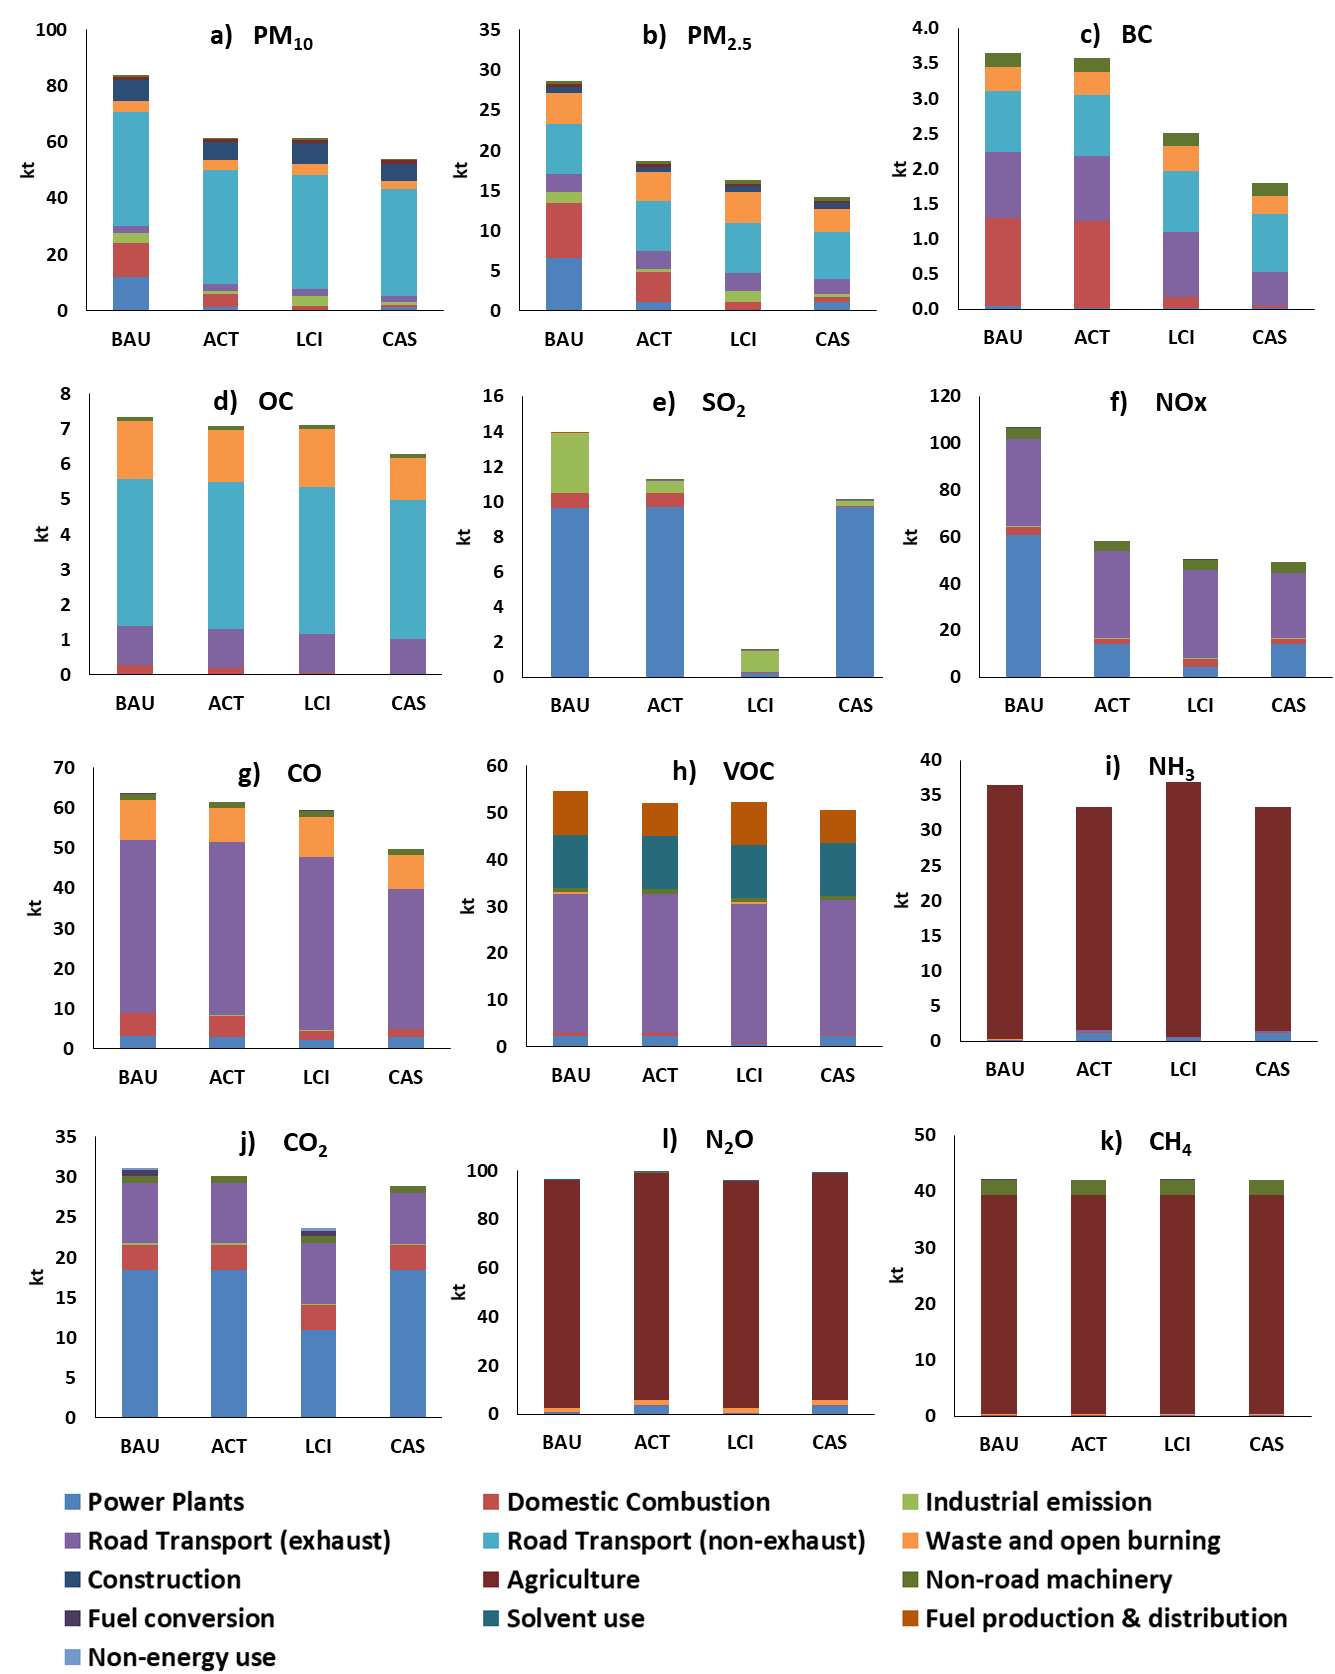 a) PM10
100
80
60
40
20
0
kt
BAU ACT LCI CAS
b) PM2.5
35
30
25
20
15
10
5
0
kt
BAU ACT LCI CAS
c) BC
4.0
3.5
3.0
2.5
2.0
1.5
1.0
0.5
0.0
kt
BAU ACT LCI CAS
d) OC
8
7
6
5
4
3
2
1
0
kt
BAU ACT LCI CAS
e) SO2
16
14
12
10
8
6
4
2
0
kt
BAU ACT LCI CAS
f) NOx
120
100
80
60
40
20
0
kt
BAU ACT LCI CAS
g) CO
70
60
50
40
30
20
10
0
kt
BAU ACT LCI CAS
h) VOC
60
50
40
30
20
10
0
kt
BAU ACT LCI CAS
i) NH3
40
35
30
25
20
15
10
5
0
kt
BAU ACT LCI CAS
j) CO2
35
30
25
20
15
10
5
0
kt
BAU ACT LCI CAS
l) N2O
100
80
60
40
20
0
kt
BAU ACT LCI CAS
k) CH4
50
40
30
20
10
0
kt
BAU ACT LCI CAS
Power Plants Domestic Combustion Industrial emission
Road Transport (exhaust) Road Transport (non-exhaust) Waste and open burning
Construction Agriculture Non-road machinery
Fuel conversion Solvent use Fuel production & distribution
Non-energy use